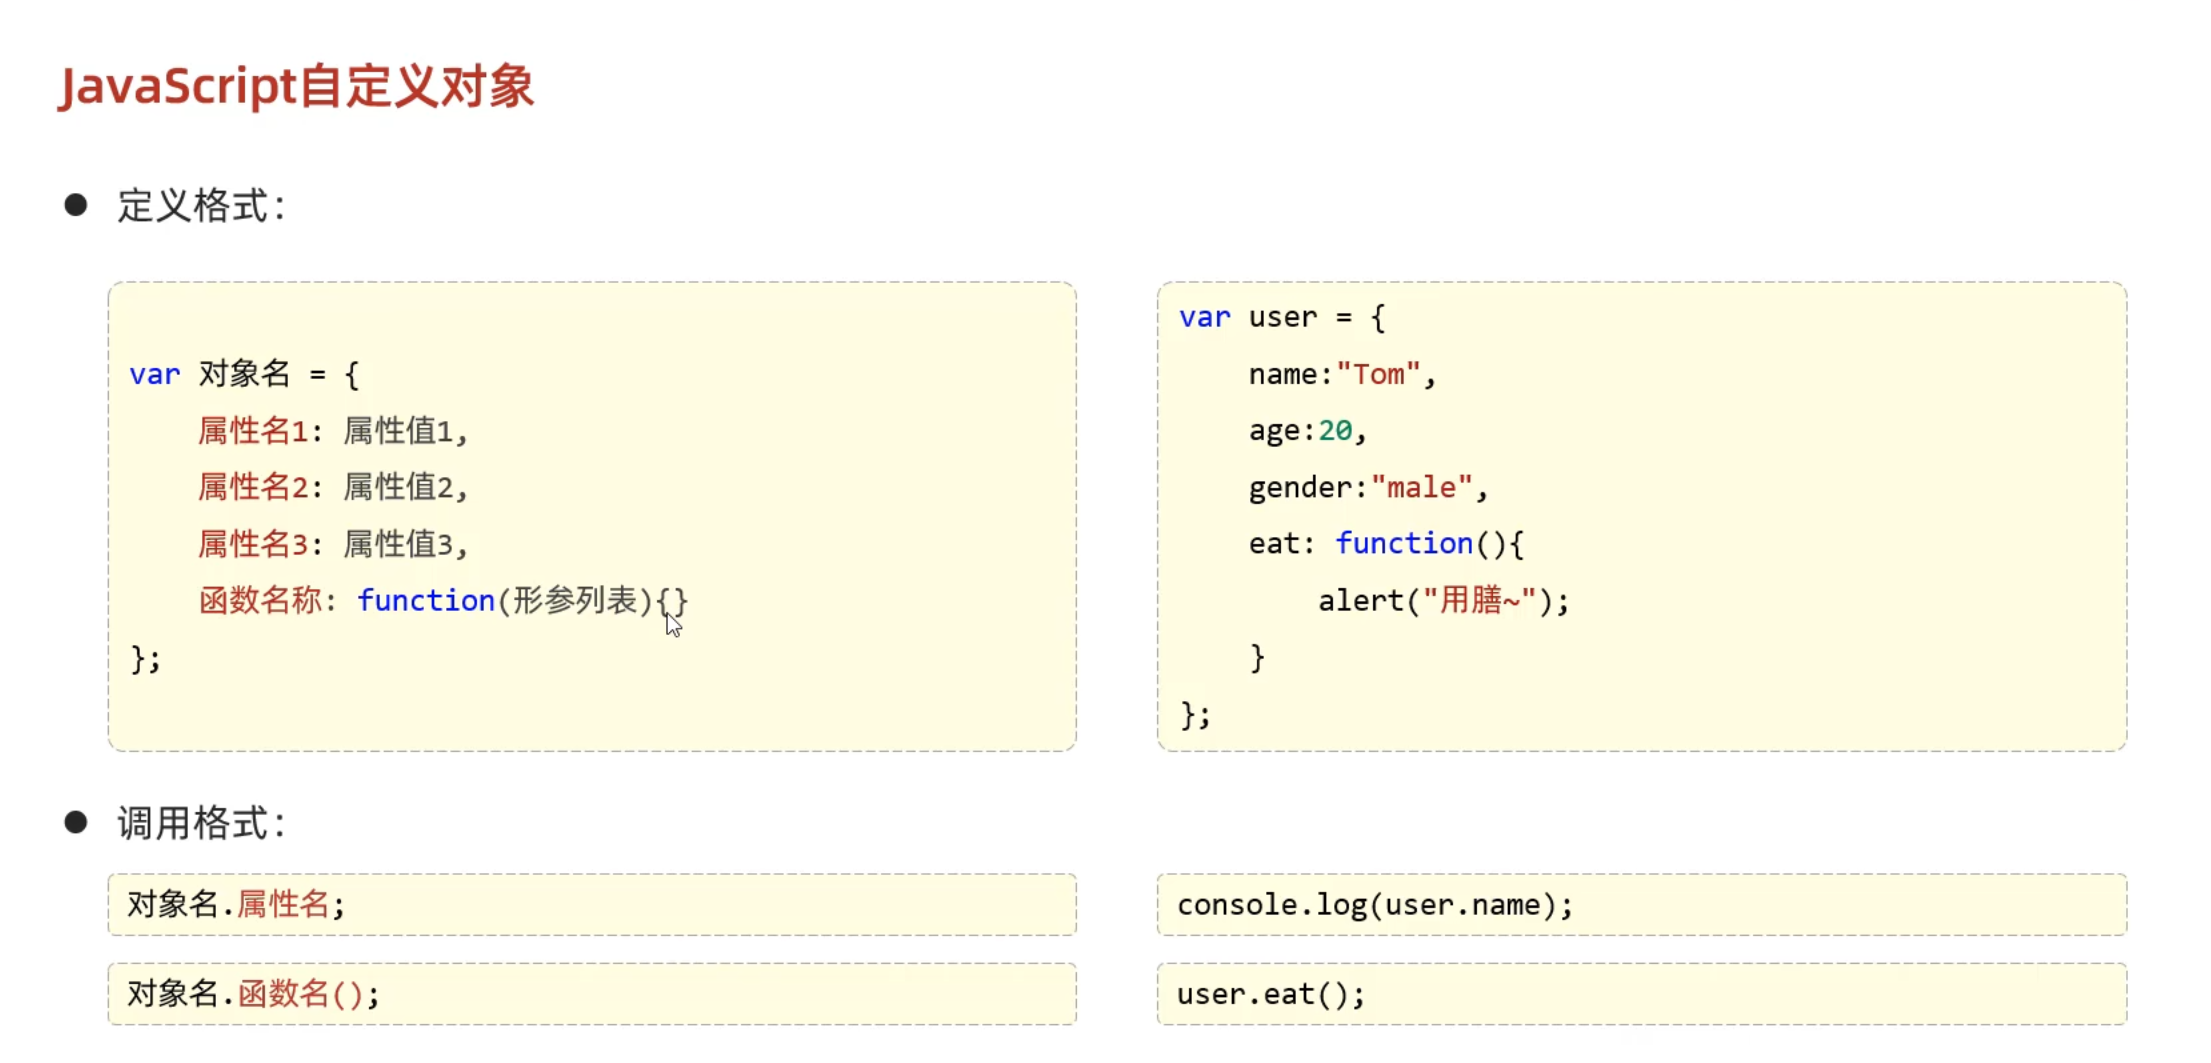 JavaScript自定义对象
● 定义格式：
var 对象名 = {
    属性名1: 属性值1,
    属性名2: 属性值2,
    属性名3: 属性值3,
    函数名称: function(形参列表){}
};
var user = {
    name:"Tom",
    age:20,
    gender:"male",
    eat: function(){
        alert("用膳~");
    }
};
● 调用格式：
对象名.属性名;
console.log(user.name);
对象名.函数名();
user.eat();